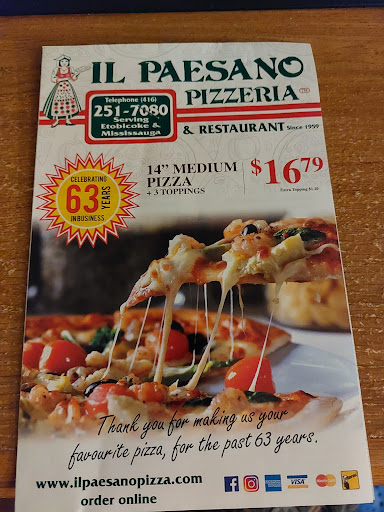 IL PAESANO
PIZZERIA
& RESTAURANT Since 1959
Telephone (416)
251-7080
Serving
Etobicoke &
Mississauga
CELEBRATING
63 YEARS
IN BUSINESS
14" MEDIUM
PIZZA
+ 3 TOPPINGS
$16.79
Thank you for making us your
favourite pizza, for the past 63 years.
www.ilpaesanopizza.com
order online
VISA